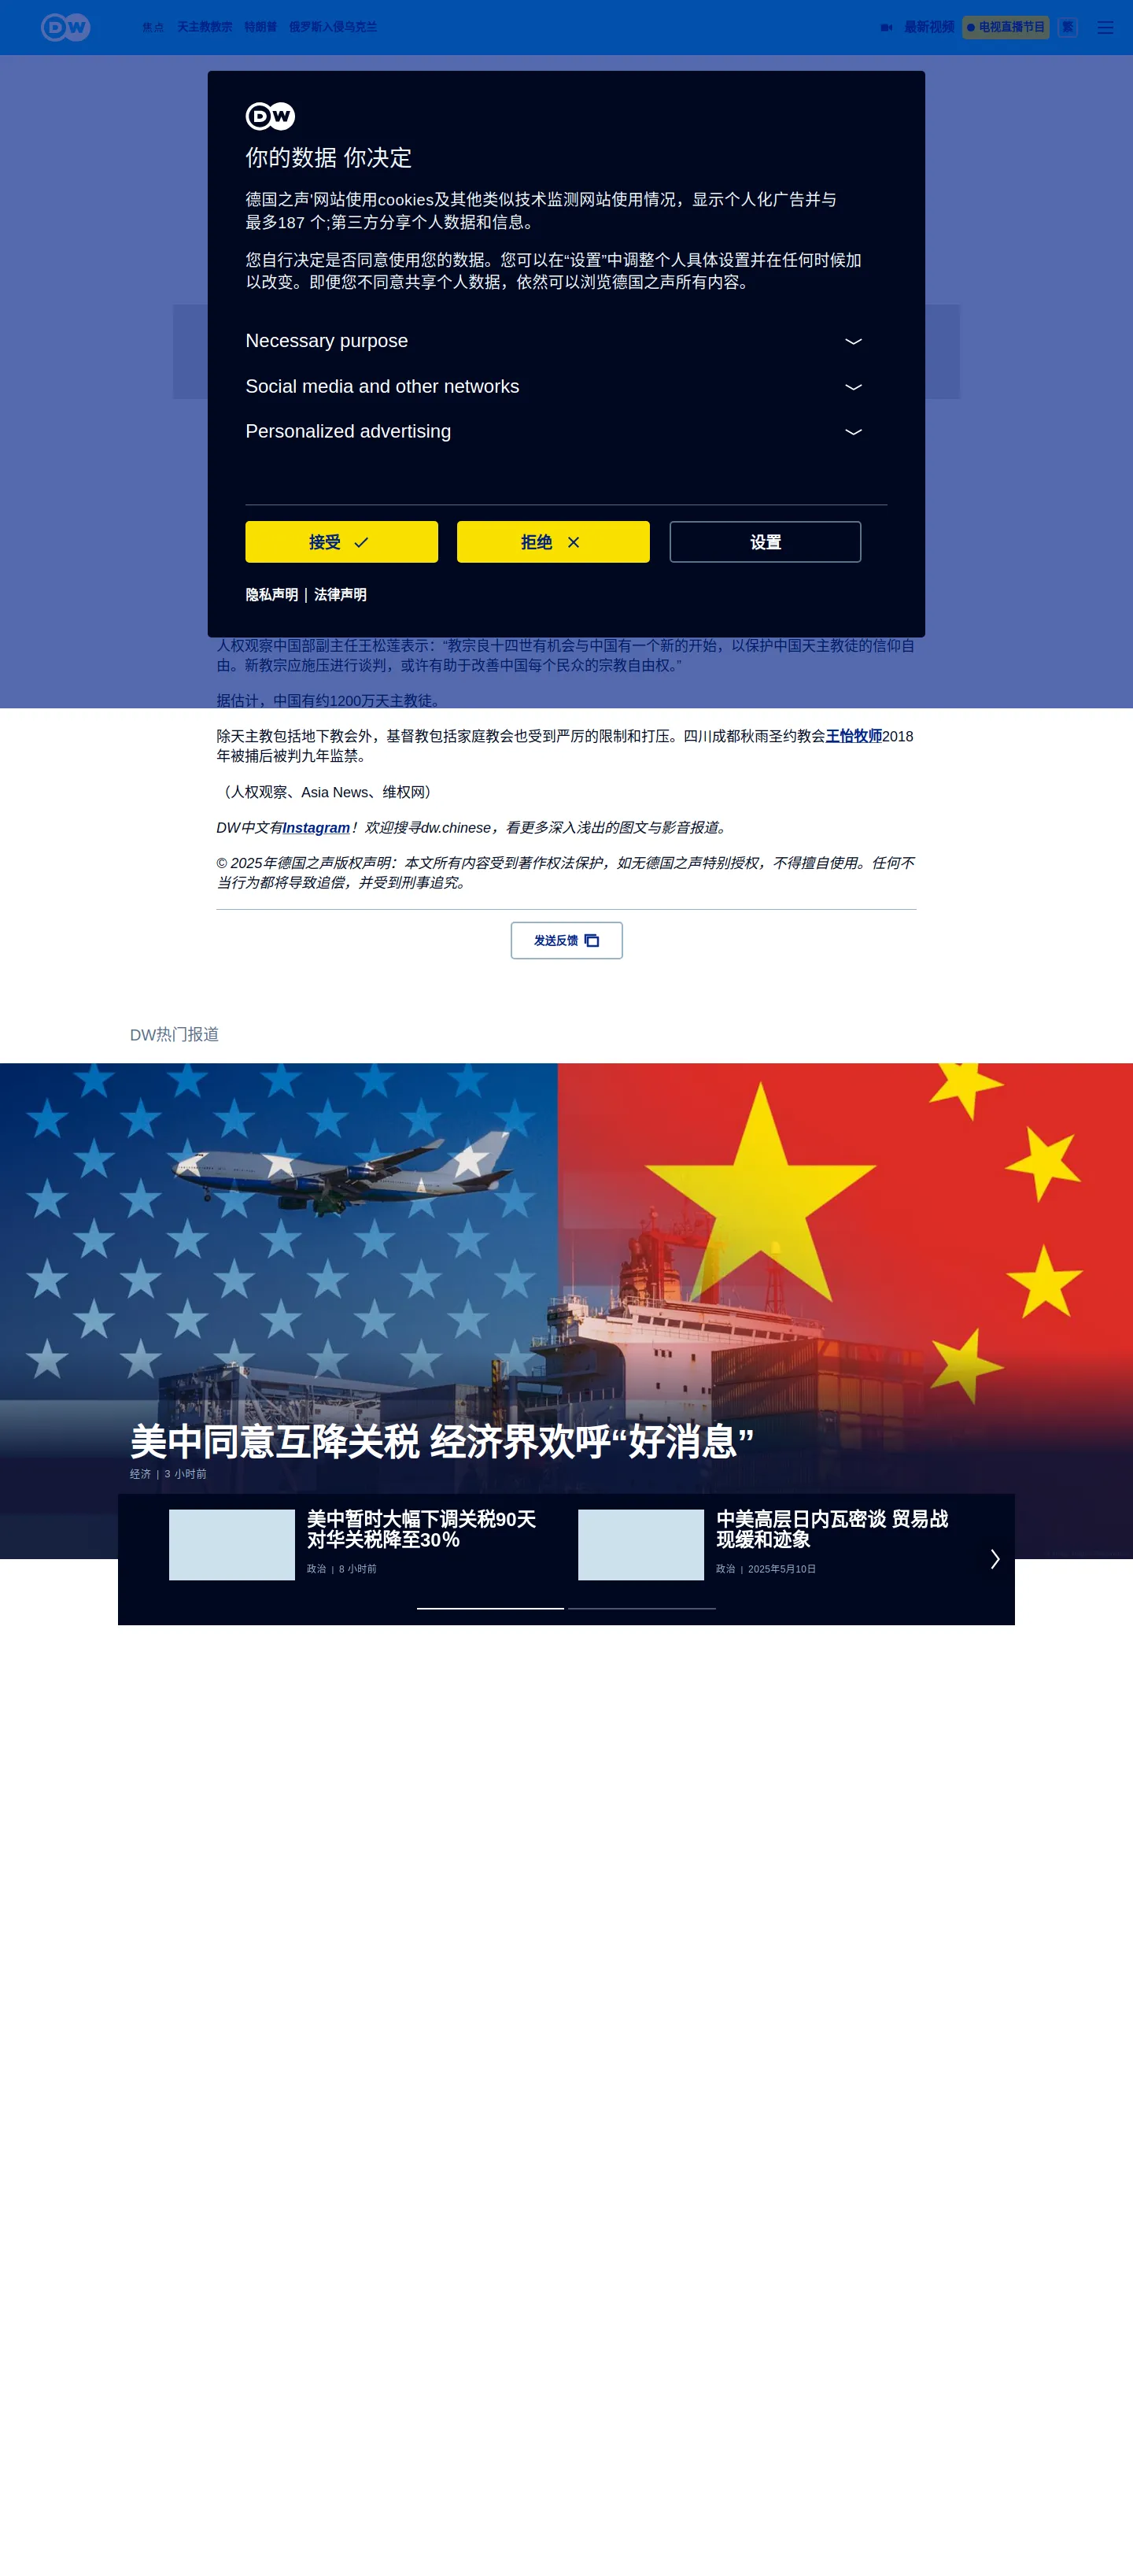 DW
焦点 天主教教宗 特朗普 俄罗斯入侵乌克兰
最新视频 电视直播节目 繁
DW
你的数据 你决定
德国之声'网站使用cookies及其他类似技术监测网站使用情况，显示个人化广告并与
最多187 个;第三方分享个人数据和信息。
您自行决定是否同意使用您的数据。您可以在“设置”中调整个人具体设置并在任何时候加
以改变。即便您不同意共享个人数据，依然可以浏览德国之声所有内容。
Necessary purpose
Social media and other networks
Personalized advertising
接受 拒绝 设置
隐私声明 | 法律声明
人权观察中国部副主任王松莲表示：“教宗良十四世有机会与中国有一个新的开始，以保护中国天主教徒的信仰自
由。新教宗应施压进行谈判，或许有助于改善中国每个民众的宗教自由权。”
据估计，中国有约1200万天主教徒。
除天主教包括地下教会外，基督教包括家庭教会也受到严厉的限制和打压。四川成都秋雨圣约教会王怡牧师2018
年被捕后被判九年监禁。
（人权观察、Asia News、维权网）
DW中文有Instagram！欢迎搜寻dw.chinese，看更多深入浅出的图文与影音报道。
© 2025年德国之声版权声明：本文所有内容受到著作权法保护，如无德国之声特别授权，不得擅自使用。任何不
当行为都将导致追偿，并受到刑事追究。
发送反馈
DW热门报道
美中同意互降关税 经济界欢呼“好消息”
经济 | 3 小时前
美中暂时大幅下调关税90天
对华关税降至30％
政治 | 8 小时前
中美高层日内瓦密谈 贸易战
现缓和迹象
政治 | 2025年5月10日